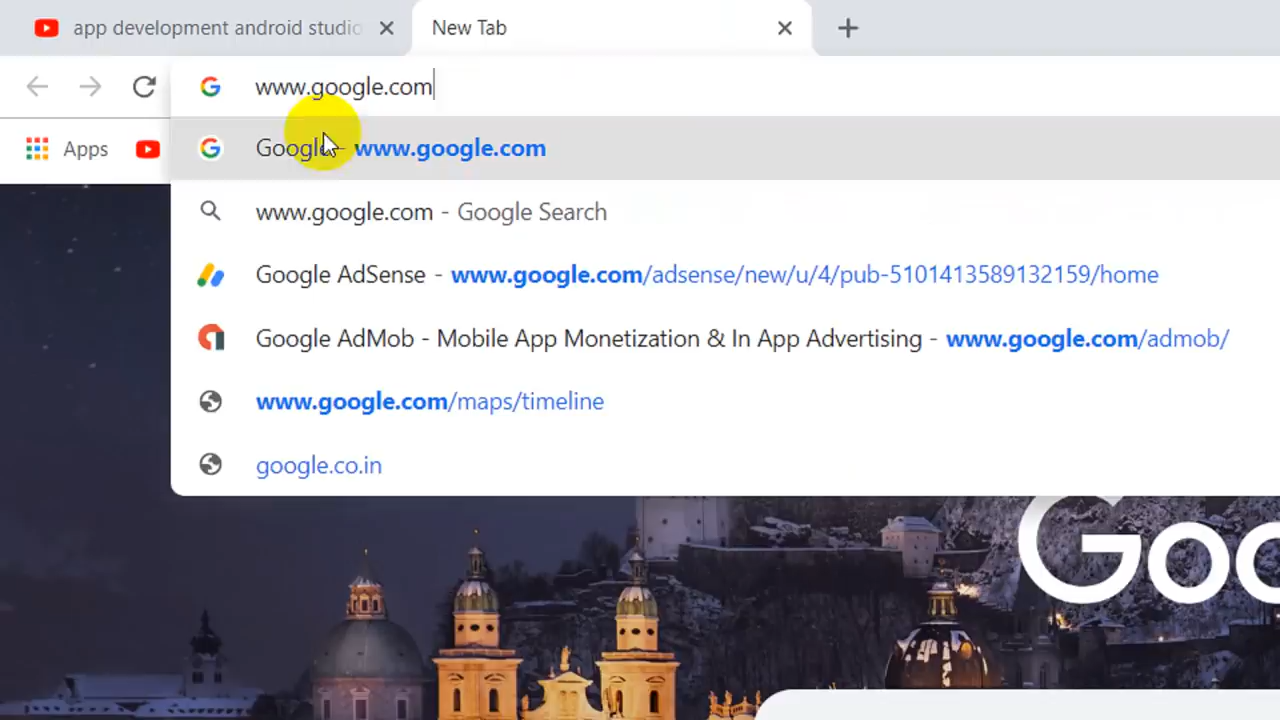 app development android studio
New Tab
www.google.com
Apps
Google - www.google.com
www.google.com - Google Search
Google AdSense - www.google.com/adsense/new/u/4/pub-5101413589132159/home
Google AdMob - Mobile App Monetization & In App Advertising - www.google.com/admob/
www.google.com/maps/timeline
google.co.in
Goo